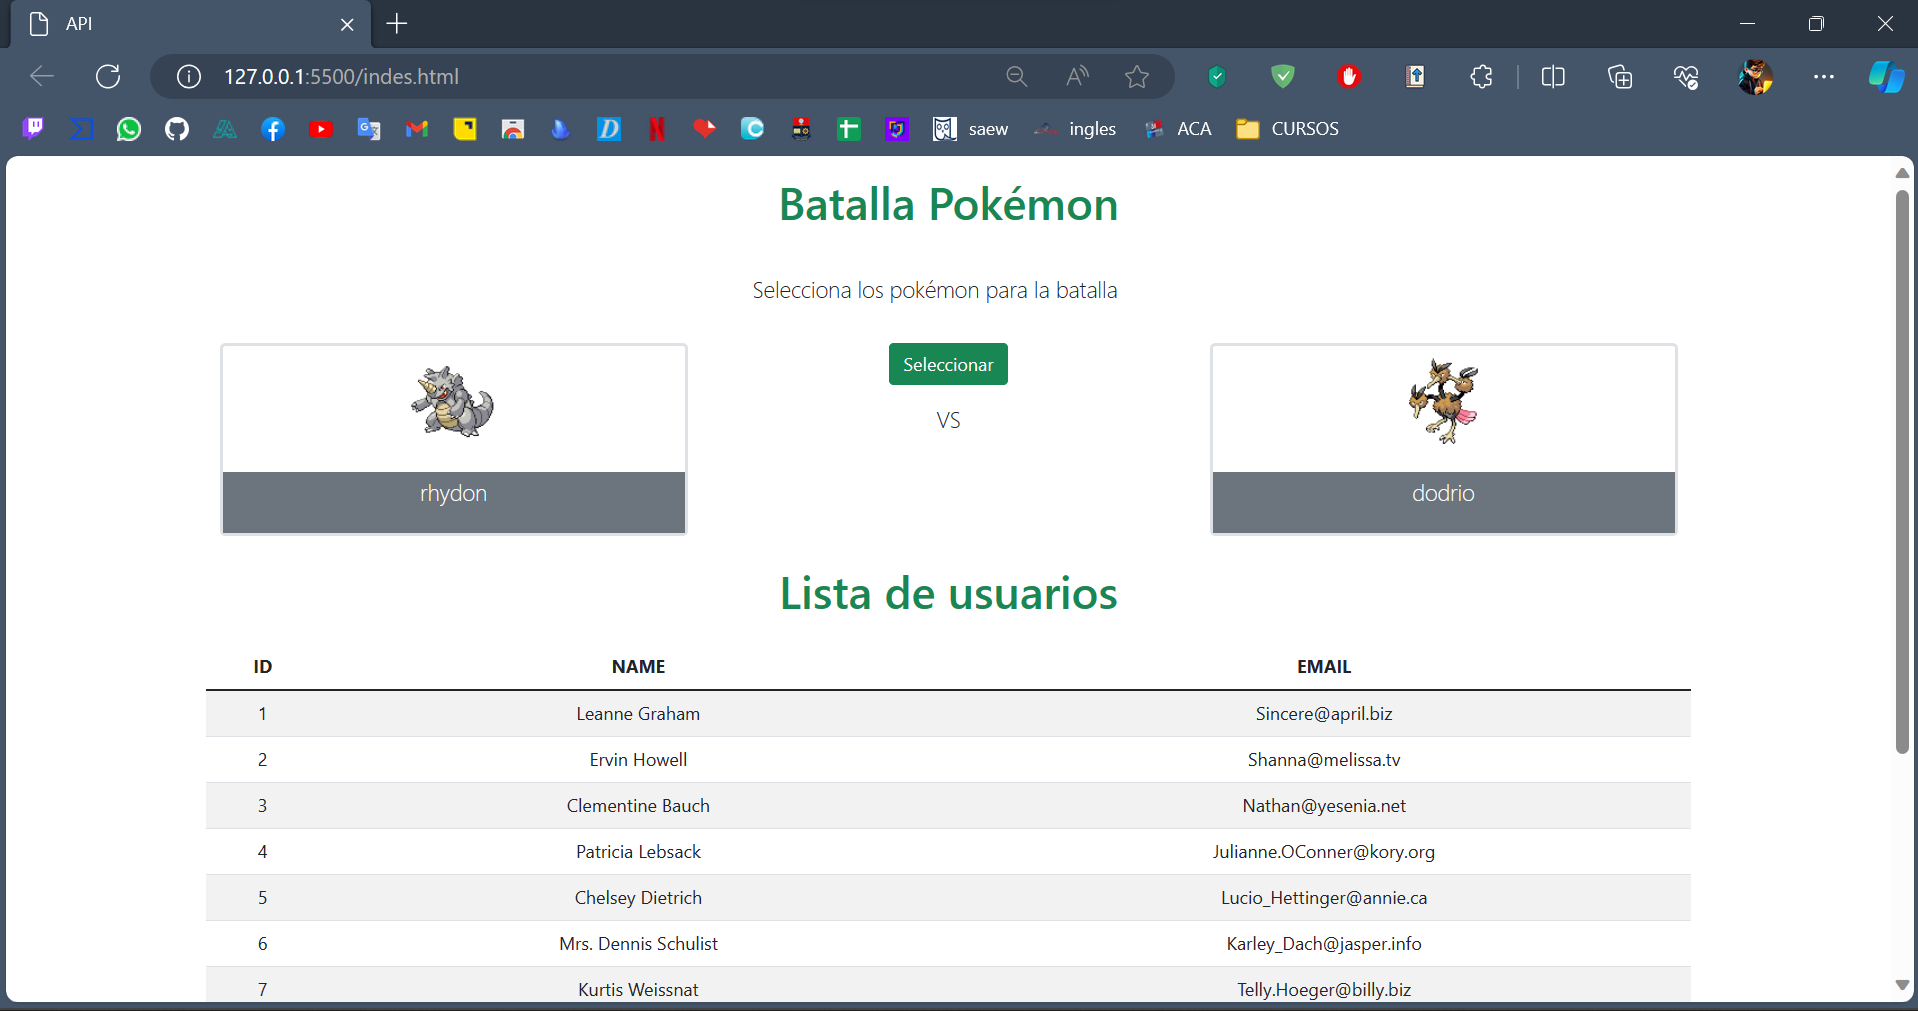 API
127.0.0.1:5500/indes.html
saew
ingles
ACA
CURSOS
Batalla Pokémon
Selecciona los pokémon para la batalla
Seleccionar
VS
rhydon
dodrio
Lista de usuarios
ID NAME EMAIL
1 Leanne Graham Sincere@april.biz
2 Ervin Howell Shanna@melissa.tv
3 Clementine Bauch Nathan@yesenia.net
4 Patricia Lebsack Julianne.OConner@kory.org
5 Chelsey Dietrich Lucio_Hettinger@annie.ca
6 Mrs. Dennis Schulist Karley_Dach@jasper.info
7 Kurtis Weissnat Telly.Hoeger@billy.biz